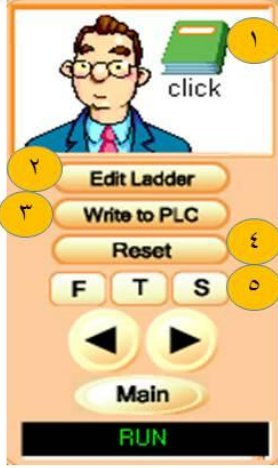 ١
click
٢
Edit Ladder
٣
Write to PLC
Reset ٤
F T S ٥
Main
RUN